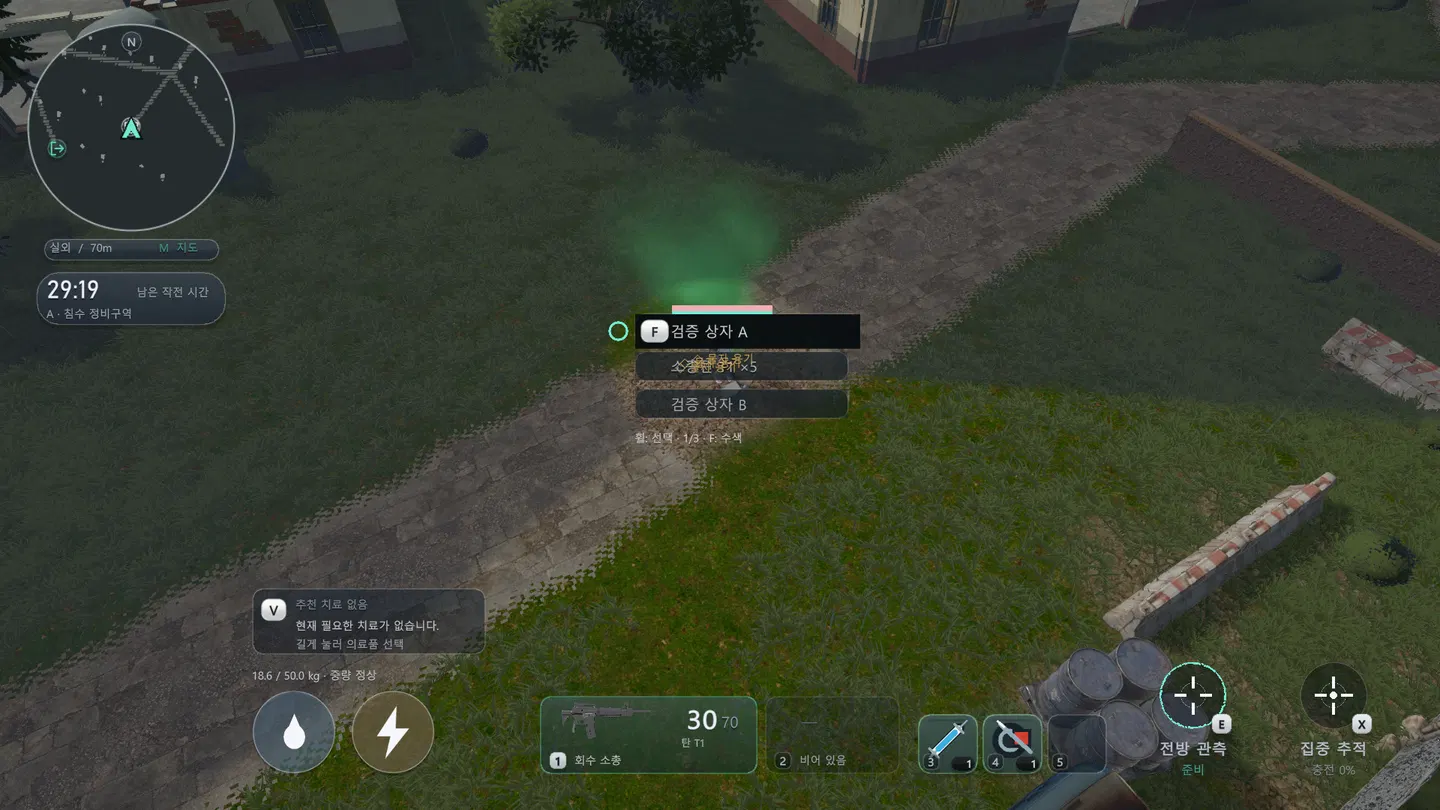 N
실외 / 70m
M 지도
29:19
남은 작전 시간
A · 침수 정비구역
F 검증 상자 A
×5
검증 상자 B
휠: 선택 · 1/3 · F: 수색
V
추천 치료 없음
현재 필요한 치료가 없습니다.
길게 눌러 의료품 선택
18.6 / 50.0 kg · 중량 정상
30 70
탄 T1
1 회수 소총
2 비어 있음
3 1
4 1
5
E
전방 관측
준비
X
집중 추적
충전 0%